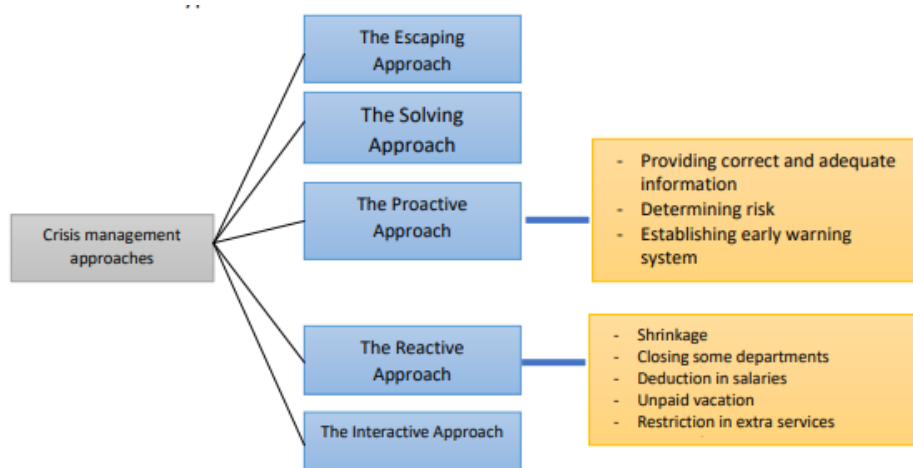 The Escaping
Approach
The Solving
Approach
The Proactive
Approach
- Providing correct and adequate
information
- Determining risk
- Establishing early warning
system
Crisis management
approaches
The Reactive
Approach
- Shrinkage
- Closing some departments
- Deduction in salaries
- Unpaid vacation
- Restriction in extra services
The Interactive Approach